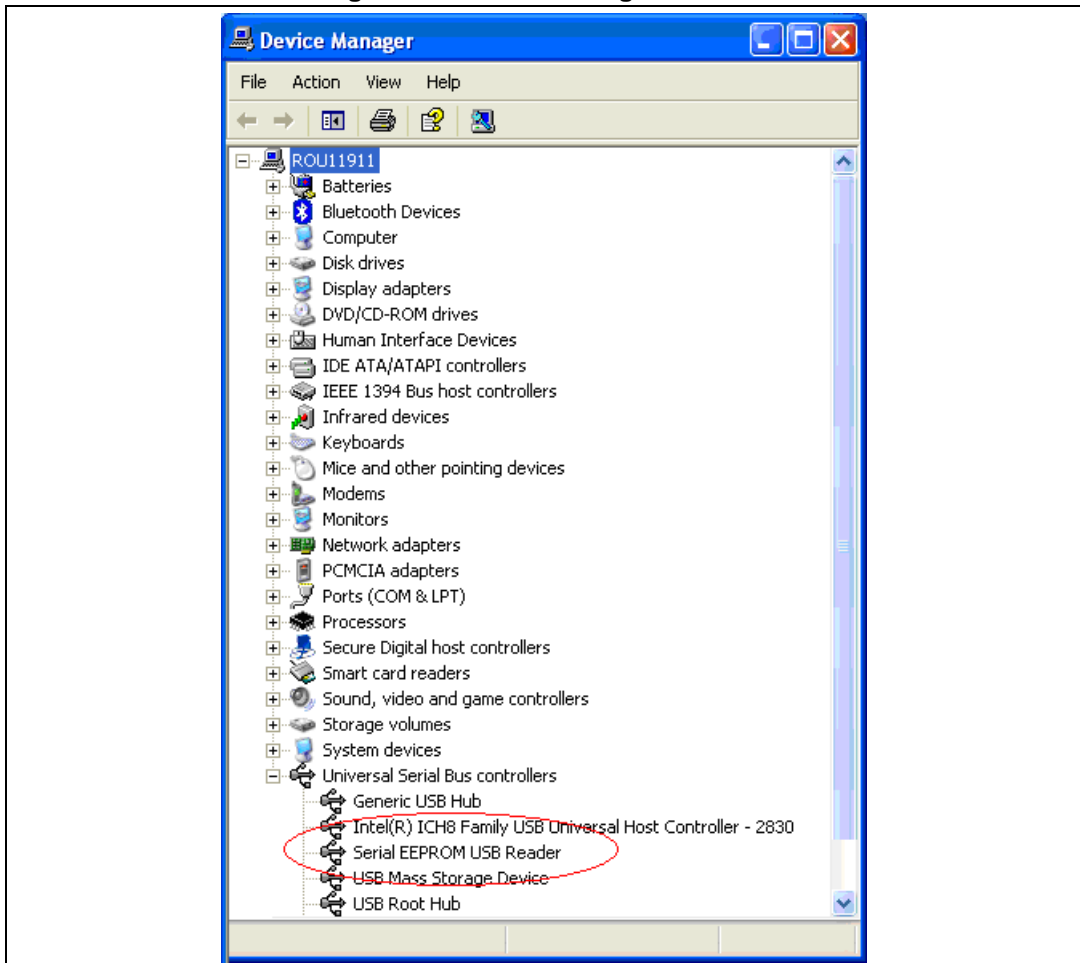 Device Manager
File Action View Help
ROU11911
Batteries
Bluetooth Devices
Computer
Disk drives
Display adapters
DVD/CD-ROM drives
Human Interface Devices
IDE ATA/ATAPI controllers
IEEE 1394 Bus host controllers
Infrared devices
Keyboards
Mice and other pointing devices
Modems
Monitors
Network adapters
PCMCIA adapters
Ports (COM & LPT)
Processors
Secure Digital host controllers
Smart card readers
Sound, video and game controllers
Storage volumes
System devices
Universal Serial Bus controllers
Generic USB Hub
Intel(R) ICH8 Family USB Universal Host Controller - 2830
Serial EEPROM USB Reader
USB Mass Storage Device
USB Root Hub